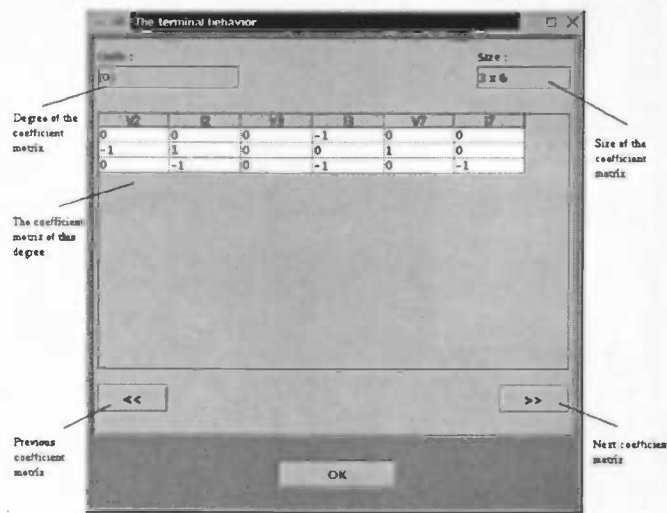 The terminal behavior
Size :
3 x 6
Degree of the
coefficient
matrix
Size of the
coefficient
matrix
V2 I2 V3 I3 V7 I7
0 0 0 -1 0 0
-1 1 0 0 1 0
0 -1 0 -1 0 -1
The coefficient
matrix of this
degree
<<
>>
Previous
coefficient
matrix
Next coefficient
matrix
OK